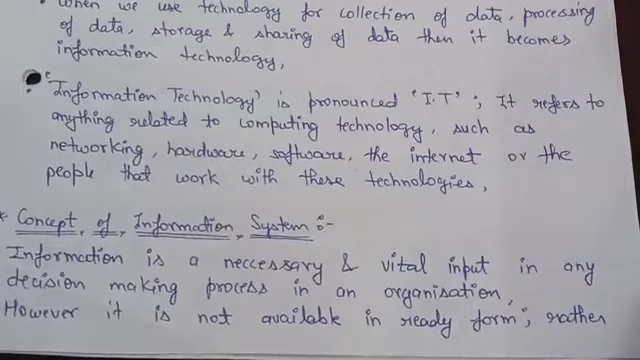 when we use technology for collection of data, processing
of data, storage & sharing of data then it becomes
information technology,
'Information Technology' is pronounced 'I.T'; It refers to
anything related to computing technology, such as
networking, hardware, software, the internet or the
people that work with these technologies,
* Concept of Information System :-
Information is a neccessary & vital input in any
decision making process in an organisation,
However it is not available in ready form; rather